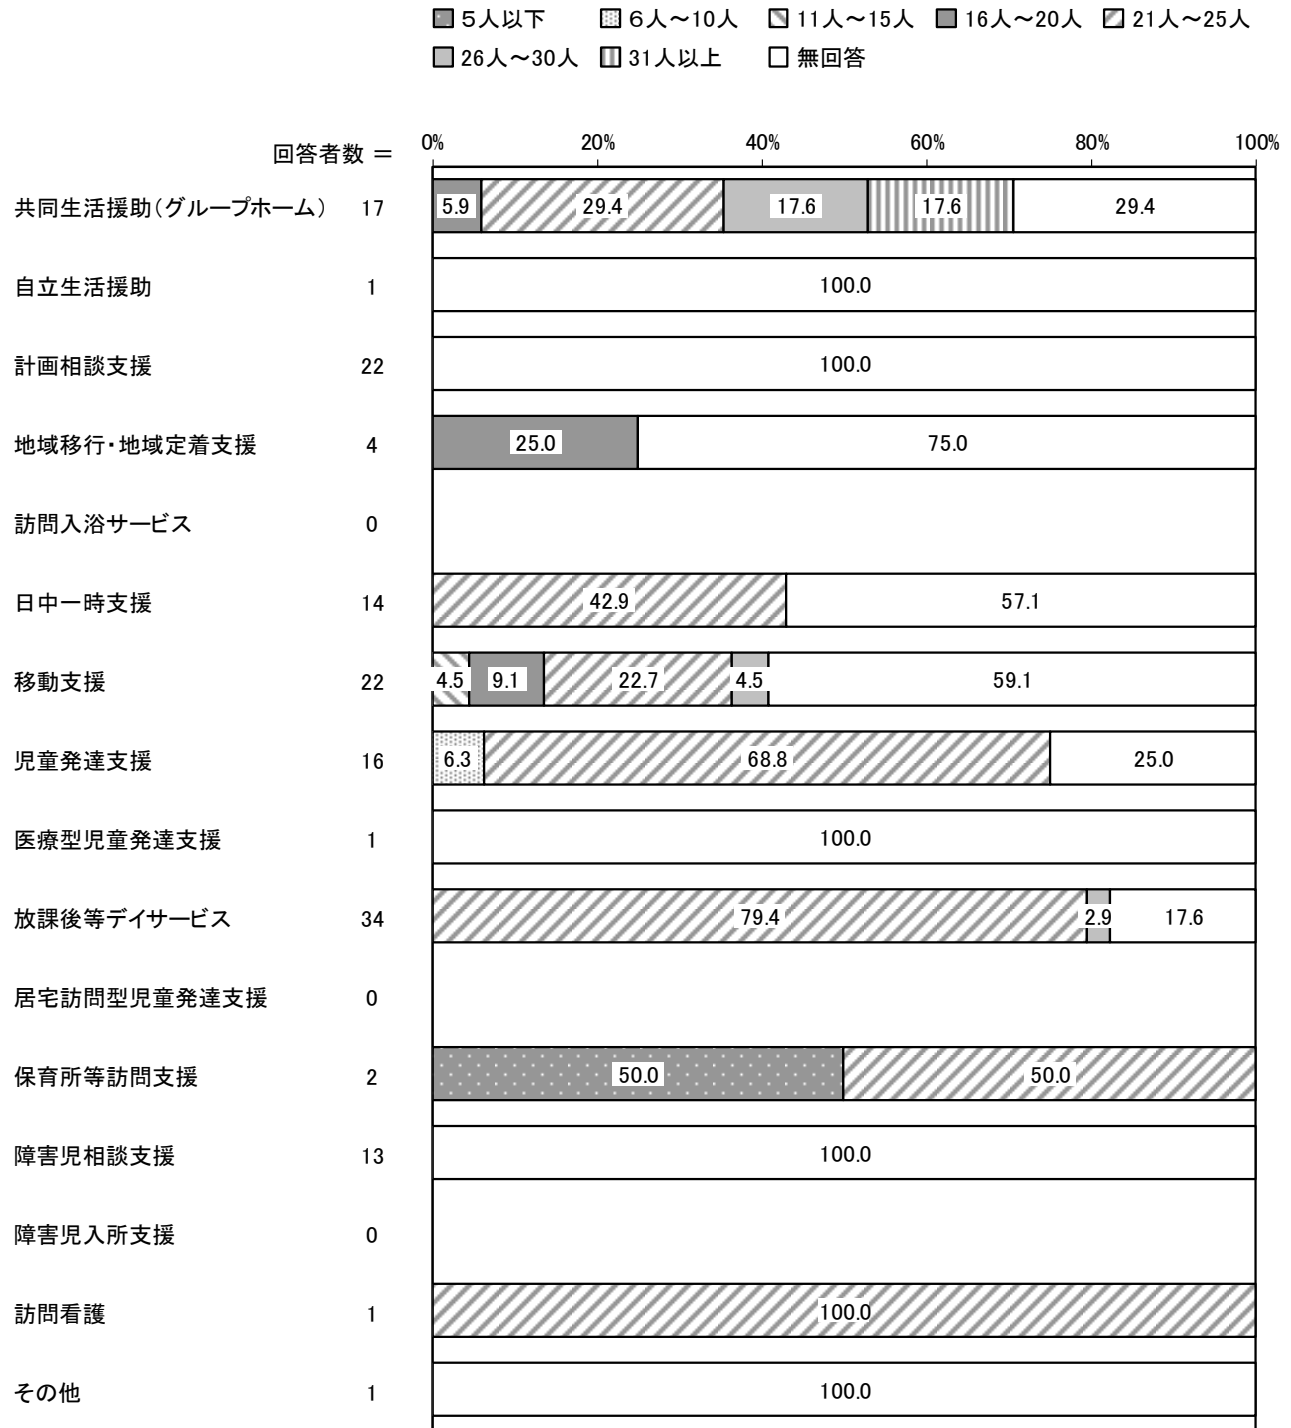 ５人以下 ６人～10人 11人～15人 16人～20人 21人～25人
26人～30人 31人以上 無回答
0% 20% 40% 60% 80% 100%
回答者数 ＝
共同生活援助（グループホーム） 17 5.9 29.4 17.6 17.6 29.4
自立生活援助 1 100.0
計画相談支援 22 100.0
地域移行・地域定着支援 4 25.0 75.0
訪問入浴サービス 0
日中一時支援 14 42.9 57.1
移動支援 22 4.5 9.1 22.7 4.5 59.1
児童発達支援 16 6.3 68.8 25.0
医療型児童発達支援 1 100.0
放課後等デイサービス 34 79.4 2.9 17.6
居宅訪問型児童発達支援 0
保育所等訪問支援 2 50.0 50.0
障害児相談支援 13 100.0
障害児入所支援 0
訪問看護 1 100.0
その他 1 100.0